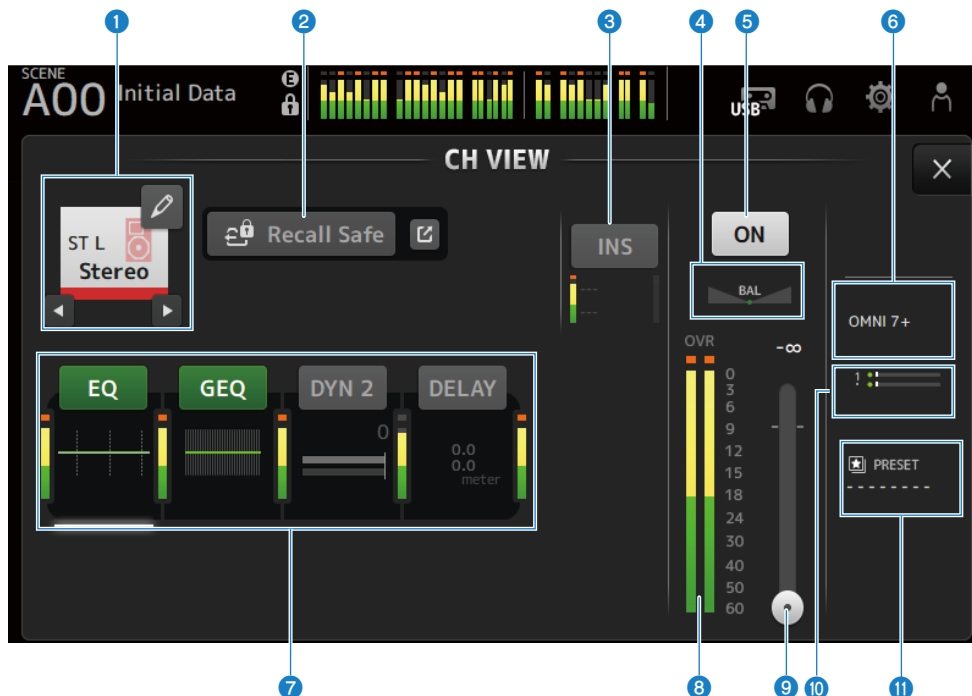 1 2 3 4 5 6
SCENE
A00 Initial Data E
USB
CH VIEW
ST L
Stereo
Recall Safe
INS
---
---
ON
BAL
OMNI 7+
OVR -∞
0
3
6
9
12
15
18
24
30
40
50
60
1
PRESET
--------
EQ GEQ DYN 2 DELAY
0
0.0
0.0
meter
7 8 9 10 11